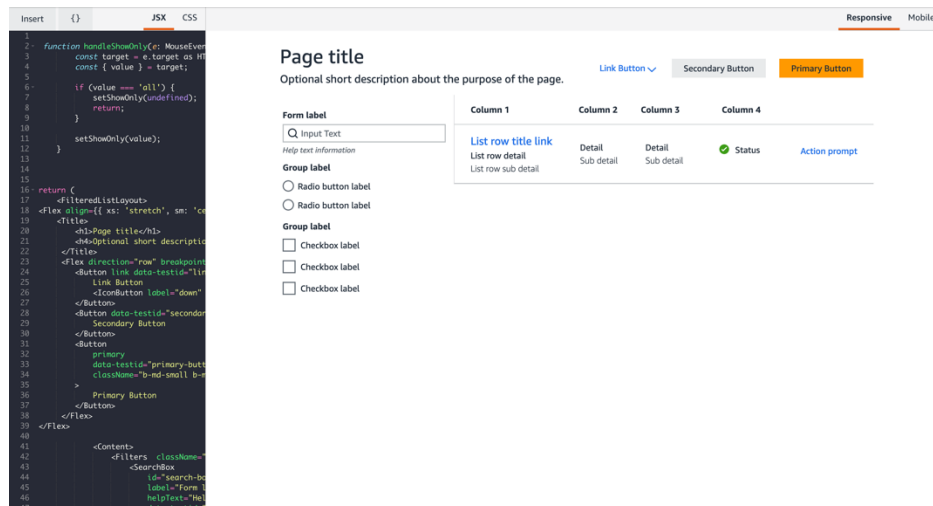 Insert {} JSX CSS Responsive Mobile
1
2 function handleShowOnly(e: MouseEven
3 const target = e.target as HT
4 const { value } = target;
5
6 if (value === 'all') {
7 setShowOnly(undefined);
8 return;
9 }
10
11 setShowOnly(value);
12 }
13
14
15
16 return (
17 <FilteredListLayout>
18 <Flex align={{ xs: 'stretch', sm: 'ce
19 <Title>
20 <h1>Page title</h1>
21 <h4>Optional short descriptio
22 </Title>
23 <Flex direction="row" breakpoint
24 <Button link data-testid="lin
25 Link Button
26 <IconButton label="down"
27 </Button>
28 <Button data-testid="secondar
29 Secondary Button
30 </Button>
31 <Button
32 primary
33 data-testid="primary-butt
34 className="b-md-small b-m
35 >
36 Primary Button
37 </Button>
38 </Flex>
39 </Flex>
40
41 <Content>
42 <Filters className="
43 <SearchBox
44 id="search-bo
45 label="Form l
46 helpText="Hel
Page title
Optional short description about the purpose of the page.
Link Button Secondary Button Primary Button
Form label
Input Text
Help text information
Group label
Radio button label
Radio button label
Group label
Checkbox label
Checkbox label
Checkbox label
Column 1 Column 2 Column 3 Column 4
List row title link
List row detail
List row sub detail
Detail
Sub detail
Detail
Sub detail
Status
Action prompt